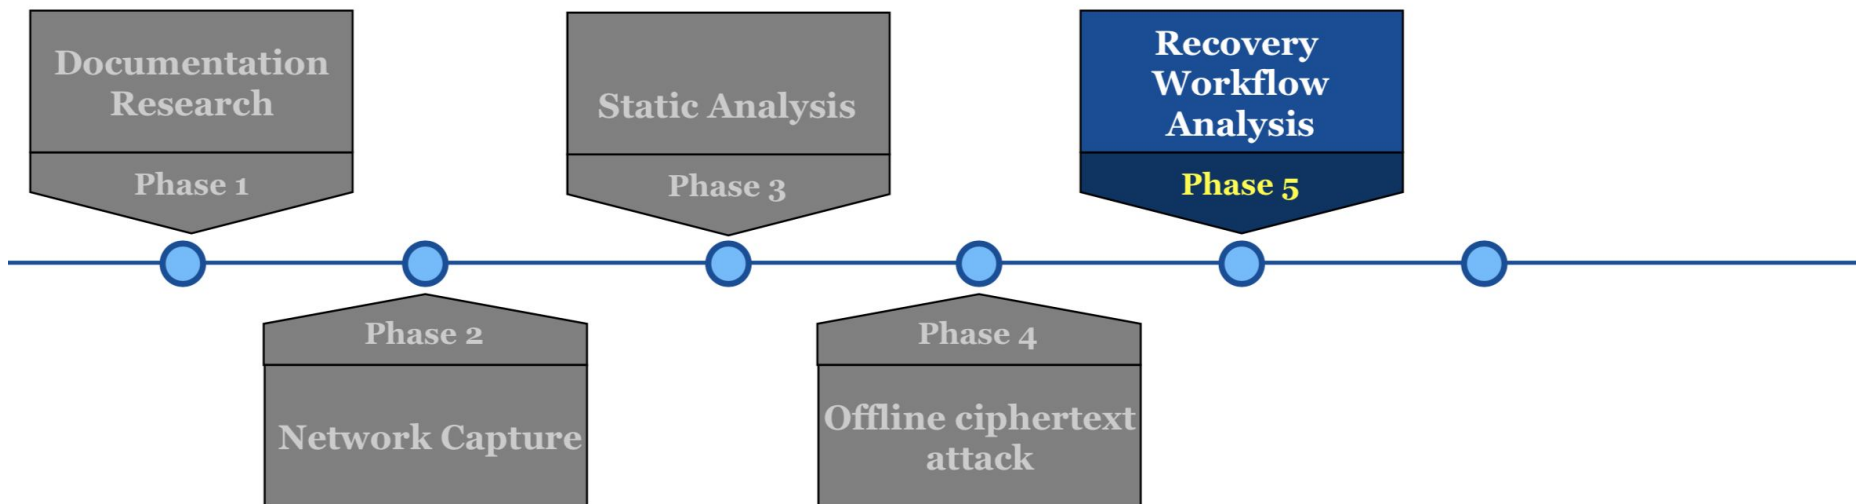 Documentation
Research
Phase 1
Phase 2
Network Capture
Static Analysis
Phase 3
Phase 4
Offline ciphertext
attack
Recovery
Workflow
Analysis
Phase 5